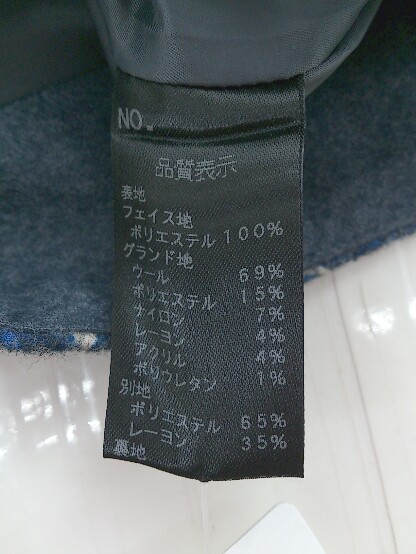 NO.
品質表示
表地
フェイス地
ポリエステル 100%
グランド地
ウール 69%
ポリエステル 15%
ナイロン 7%
レーヨン 4%
アクリル 4%
ポリウレタン 1%
別地
ポリエステル 65%
レーヨン 35%
裏地